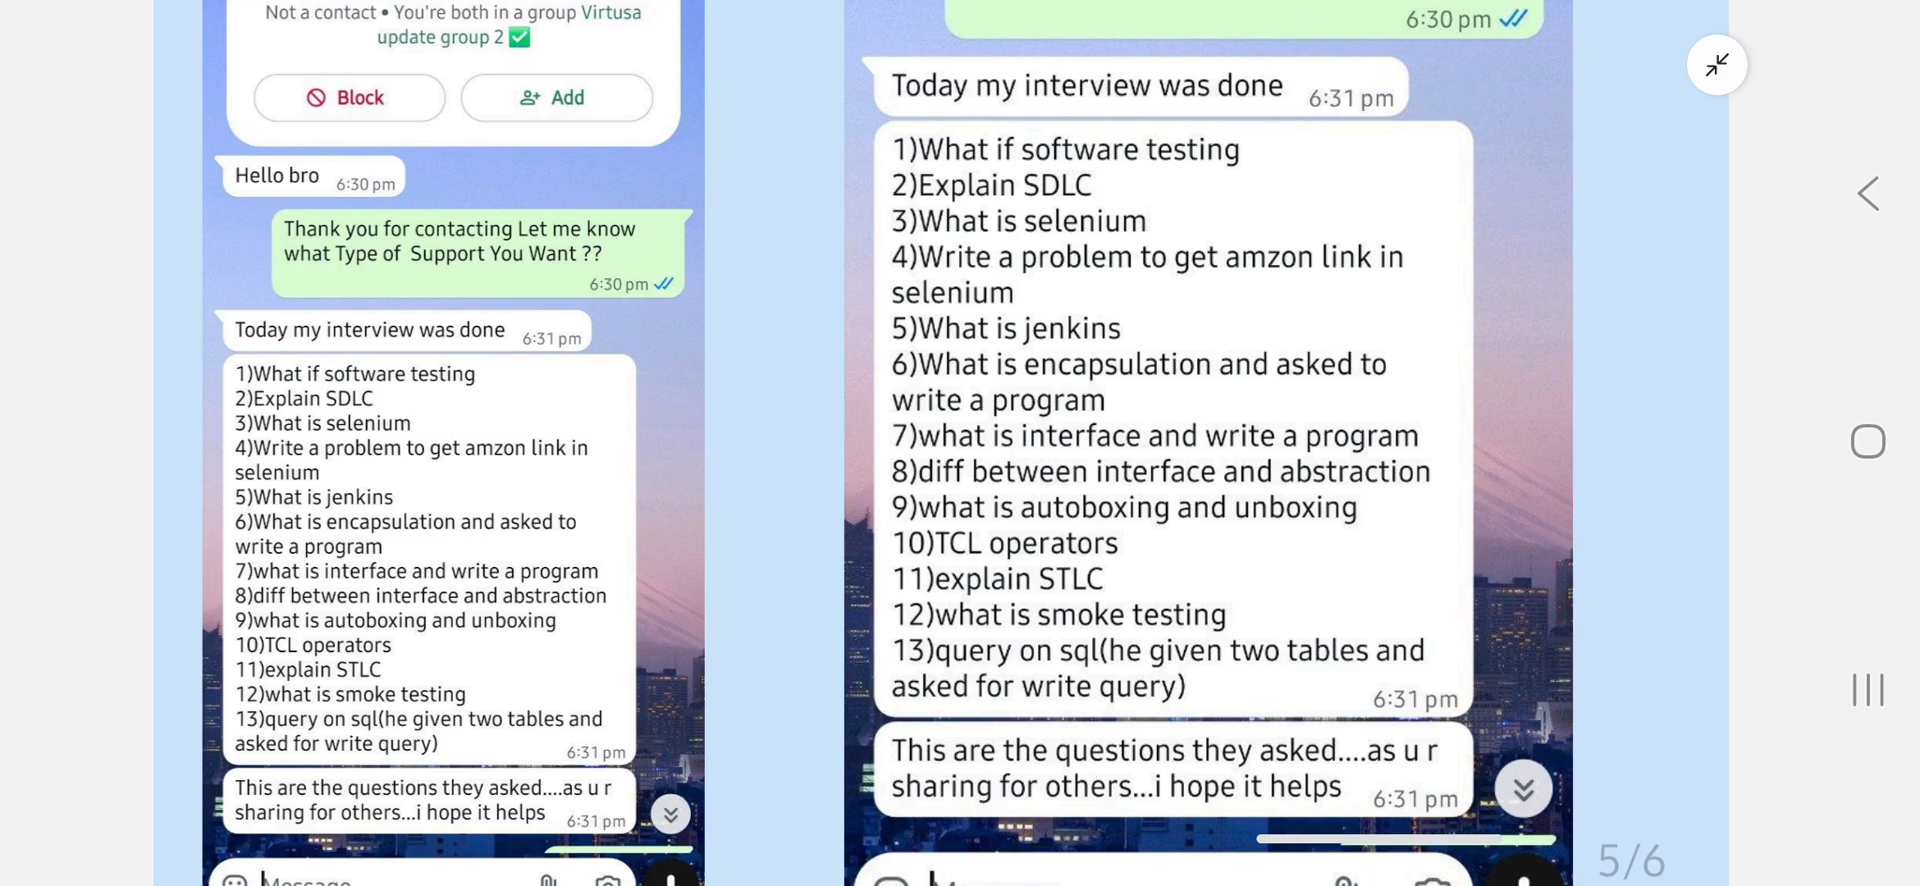 Not a contact • You're both in a group Virtusa
update group 2 ✅
Block
Add
Hello bro 6:30 pm
Thank you for contacting Let me know
what Type of Support You Want ??
6:30 pm
Today my interview was done 6:31 pm
1)What if software testing
2)Explain SDLC
3)What is selenium
4)Write a problem to get amzon link in
selenium
5)What is jenkins
6)What is encapsulation and asked to
write a program
7)what is interface and write a program
8)diff between interface and abstraction
9)what is autoboxing and unboxing
10)TCL operators
11)explain STLC
12)what is smoke testing
13)query on sql(he given two tables and
asked for write query)
6:31 pm
This are the questions they asked....as u r
sharing for others...i hope it helps
6:31 pm
Message
6:30 pm
Today my interview was done 6:31 pm
1)What if software testing
2)Explain SDLC
3)What is selenium
4)Write a problem to get amzon link in
selenium
5)What is jenkins
6)What is encapsulation and asked to
write a program
7)what is interface and write a program
8)diff between interface and abstraction
9)what is autoboxing and unboxing
10)TCL operators
11)explain STLC
12)what is smoke testing
13)query on sql(he given two tables and
asked for write query)
6:31 pm
This are the questions they asked....as u r
sharing for others...i hope it helps
6:31 pm
5/6